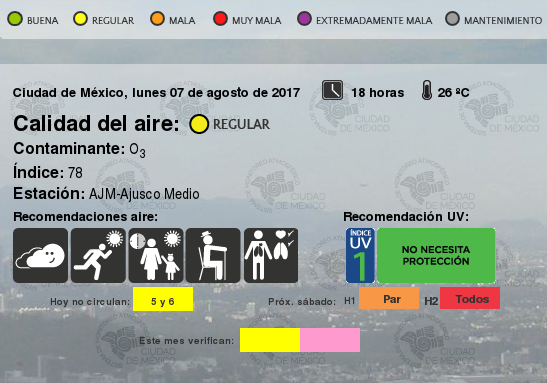 BUENA REGULAR MALA MUY MALA EXTREMADAMENTE MALA MANTENIMIENTO
Ciudad de México, lunes 07 de agosto de 2017 18 horas 26 ºC
Calidad del aire: REGULAR
Contaminante: O3
Índice: 78
Estación: AJM-Ajusco Medio
Recomendaciones aire: Recomendación UV:
ÍNDICE UV 1 NO NECESITA PROTECCIÓN
Hoy no circulan: 5 y 6 Próx. sábado: H1 Par H2 Todos
Este mes verifican:
CIUDAD DE MÉXICO